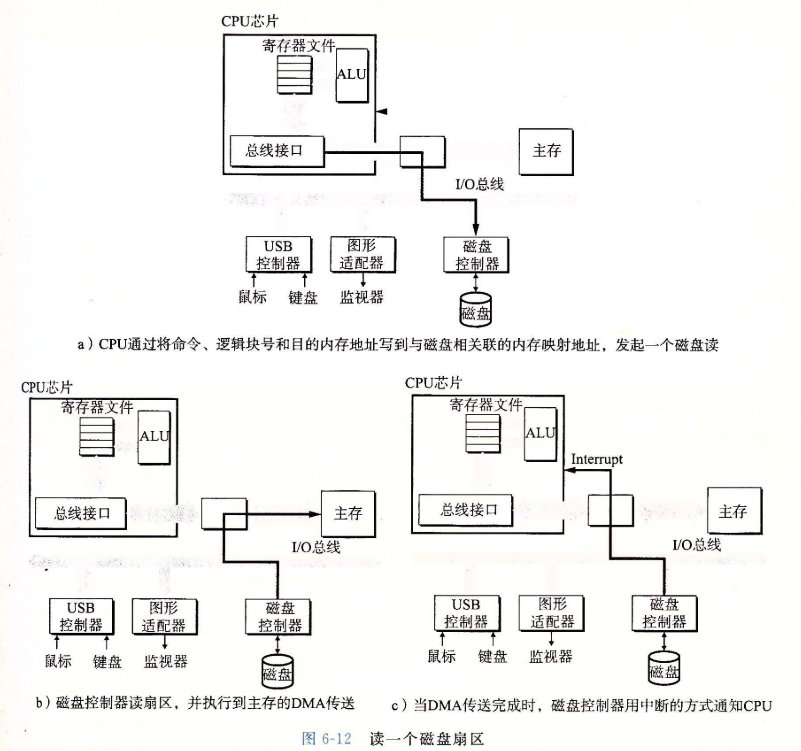 CPU芯片
寄存器文件
ALU
总线接口
主存
I/O总线
USB
控制器
图形
适配器
磁盘
控制器
鼠标
键盘
监视器
磁盘
a）CPU通过将命令、逻辑块号和目的内存地址写到与磁盘相关联的内存映射地址，发起一个磁盘读
CPU芯片
寄存器文件
ALU
总线接口
主存
I/O总线
USB
控制器
图形
适配器
磁盘
控制器
鼠标
键盘
监视器
磁盘
b）磁盘控制器读扇区，并执行到主存的DMA传送
CPU芯片
寄存器文件
ALU
Interrupt
总线接口
主存
I/O总线
USB
控制器
图形
适配器
磁盘
控制器
鼠标
键盘
监视器
磁盘
c）当DMA传送完成时，磁盘控制器用中断的方式通知CPU
图 6-12 读一个磁盘扇区